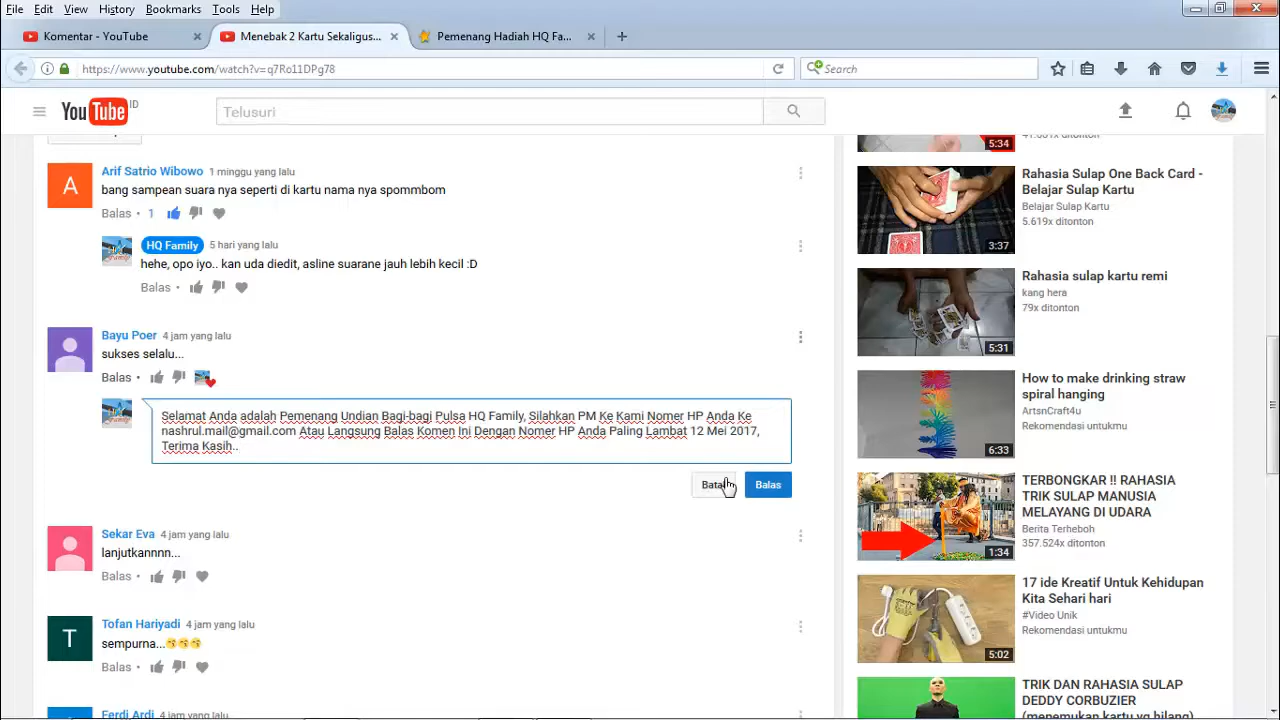 File Edit View History Bookmarks Tools Help
Komentar - YouTube
Menebak 2 Kartu Sekaligus...
Pemenang Hadiah HQ Fa...
https://www.youtube.com/watch?v=q7Ro11DPg78
Search
YouTube ID
Telusuri
A
Arif Satrio Wibowo 1 minggu yang lalu
bang sampean suara nya seperti di kartu nama nya spommbom
Balas • 1
HQ Family 5 hari yang lalu
hehe, opo iyo.. kan uda diedit, asline suarane jauh lebih kecil :D
Balas •
Bayu Poer 4 jam yang lalu
sukses selalu...
Balas •
Selamat Anda adalah Pemenang Undian Bagi-bagi Pulsa HQ Family, Silahkan PM Ke Kami Nomer HP Anda Ke
nashrul.mail@gmail.com Atau Langsung Balas Komen Ini Dengan Nomer HP Anda Paling Lambat 12 Mei 2017,
Terima Kasih..
Batal Balas
Sekar Eva 4 jam yang lalu
lanjutkannnn...
Balas •
T
Tofan Hariyadi 4 jam yang lalu
sempurna...
Balas •
Ferdi Ardi 4 jam yang lalu
5:34
Rahasia Sulap One Back Card -
Belajar Sulap Kartu
Belajar Sulap Kartu
5.619x ditonton
3:37
Rahasia sulap kartu remi
kang hera
79x ditonton
5:31
How to make drinking straw
spiral hanging
ArtsnCraft4u
Rekomendasi untukmu
6:33
TERBONGKAR !! RAHASIA
TRIK SULAP MANUSIA
MELAYANG DI UDARA
Berita Terheboh
357.524x ditonton
1:34
17 ide Kreatif Untuk Kehidupan
Kita Sehari hari
#Video Unik
Rekomendasi untukmu
5:02
TRIK DAN RAHASIA SULAP
DEDDY CORBUZIER
(menemukan kartu yg hilang)